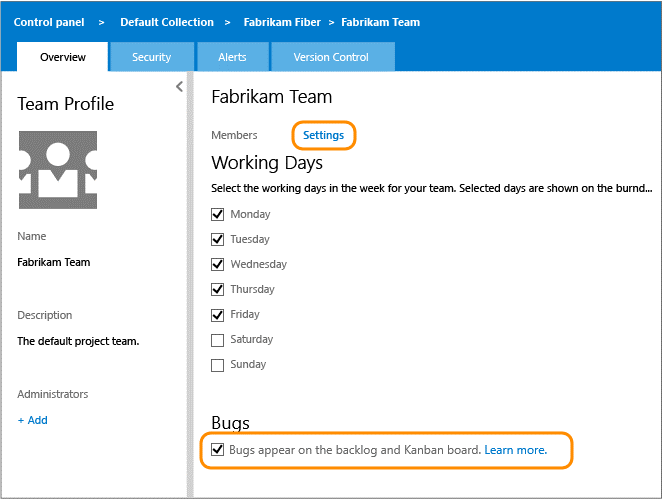 Control panel > Default Collection > Fabrikam Fiber > Fabrikam Team
Overview Security Alerts Version Control
Team Profile
Name
Fabrikam Team
Description
The default project team.
Administrators
+ Add
Fabrikam Team
Members Settings
Working Days
Select the working days in the week for your team. Selected days are shown on the burnd...
Monday
Tuesday
Wednesday
Thursday
Friday
Saturday
Sunday
Bugs
Bugs appear on the backlog and Kanban board. Learn more.